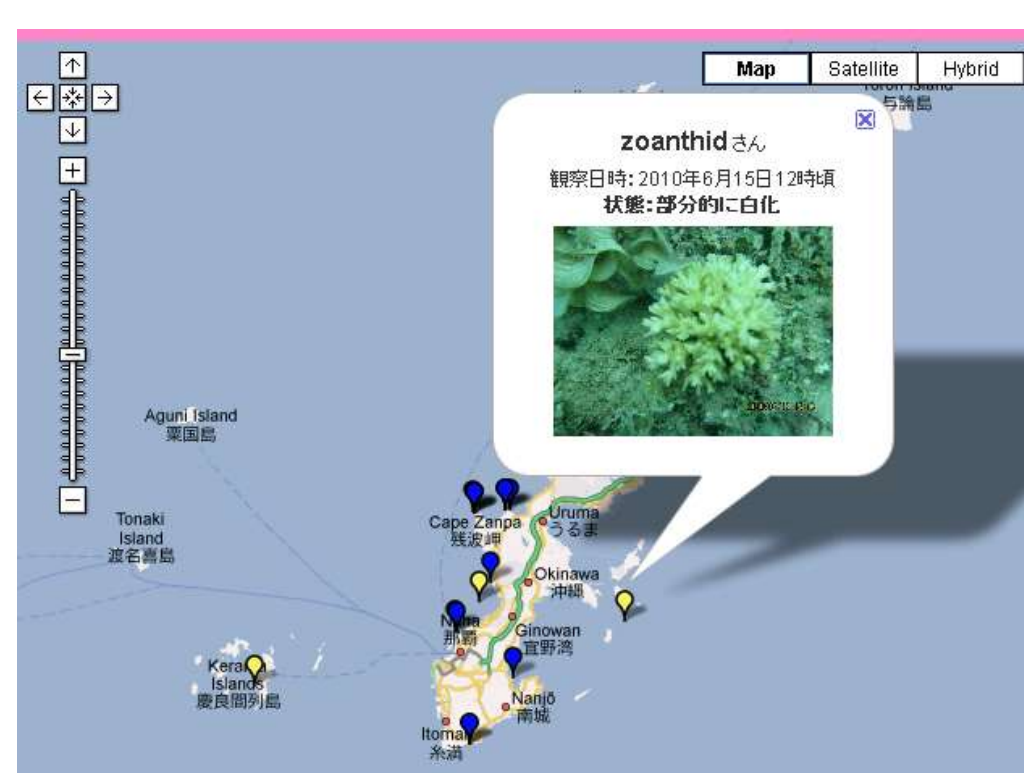 Map
Satellite
Hybrid
与論島
zoanthidさん
観察日時: 2010年6月15日12時頃
状態: 部分的に白化
Aguni Island
粟国島
Tonaki
Island
渡名喜島
Cape Zanpa
残波岬
Uruma
うるま
Okinawa
沖縄
Naha
那覇
Ginowan
宜野湾
Kerama
Islands
慶良間列島
Nanjō
南城
Itoman
糸満